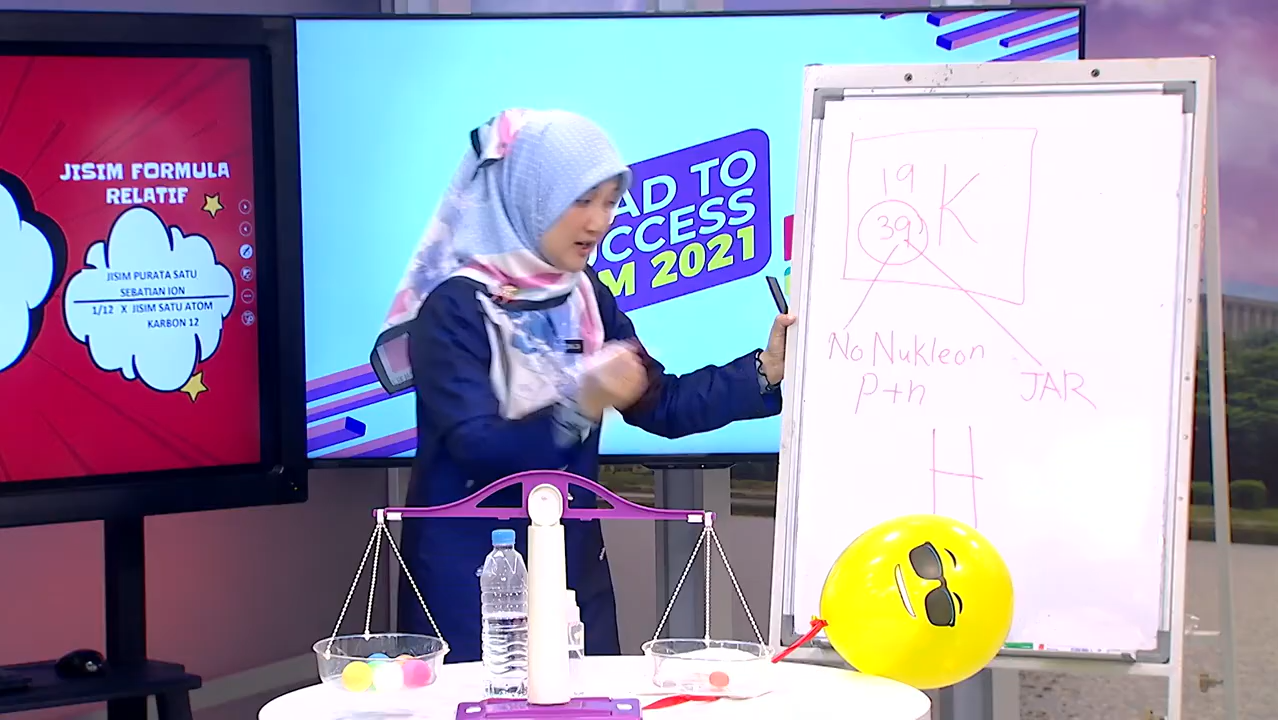 JISIM FORMULA
RELATIF
JISIM PURATA SATU
SEBATIAN ION
1/12 X JISIM SATU ATOM
KARBON 12
AD TO
CCESS
M 2021
19
39
K
No Nukleon
p+n
JAR
H